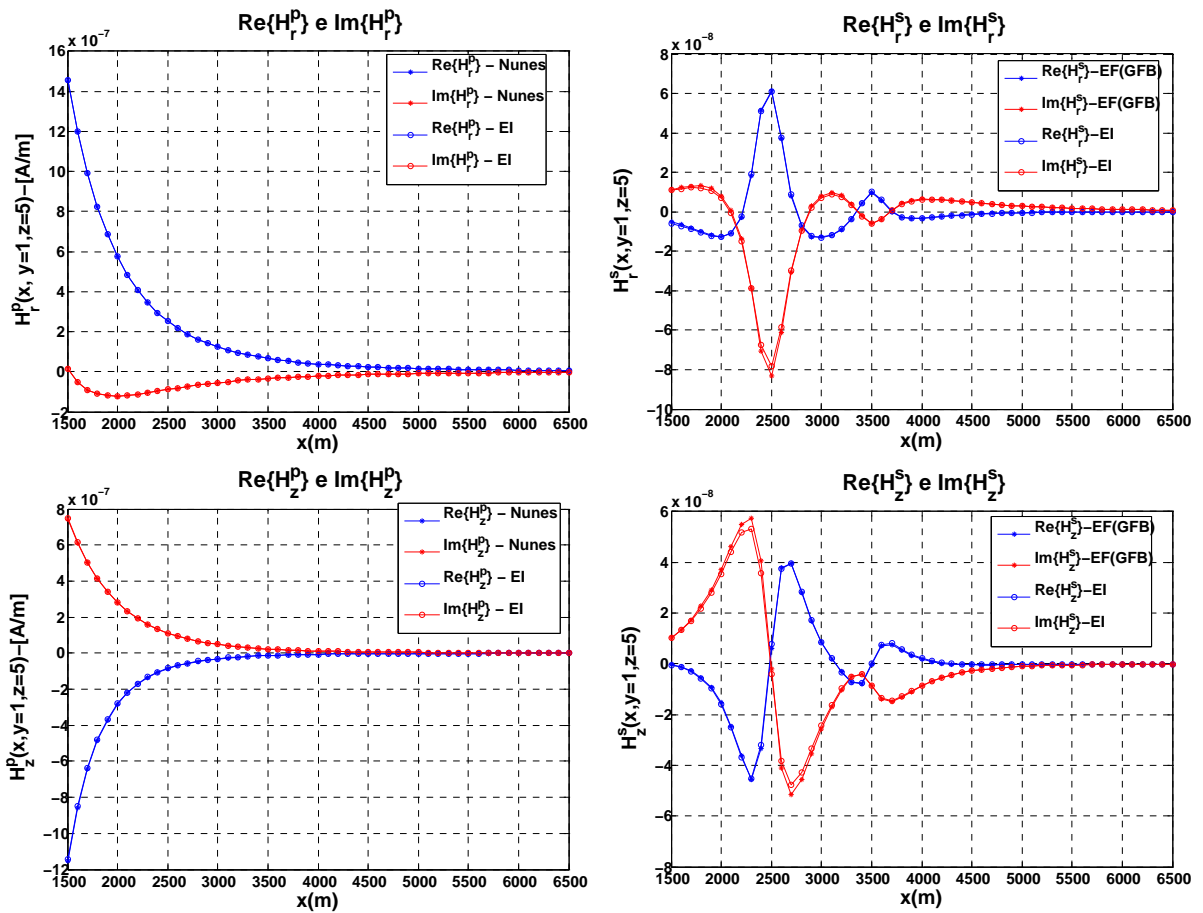 Re{H_r^p} e Im{H_r^p}
x 10^-7
16
14
12
10
8
6
4
2
0
−2
H_r^p(x, y=1,z=5)−[A/m]
Re{H_r^p} − Nunes
Im{H_r^p} − Nunes
Re{H_r^p} − EI
Im{H_r^p} − EI
1500 2000 2500 3000 3500 4000 4500 5000 5500 6000 6500
x(m)
Re{H_r^s} e Im{H_r^s}
x 10^-8
8
6
4
2
0
−2
−4
−6
−8
−10
H_r^s(x,y=1,z=5)
Re{H_r^s}−EF(GFB)
Im{H_r^s}−EF(GFB)
Re{H_r^s}−EI
Im{H_r^s}−EI
1500 2000 2500 3000 3500 4000 4500 5000 5500 6000 6500
x(m)
Re{H_z^p} e Im{H_z^p}
x 10^-7
8
6
4
2
0
−2
−4
−6
−8
−10
−12
H_z^p(x,y=1,z=5)−[A/m]
Re{H_z^p} − Nunes
Im{H_z^p} − Nunes
Re{H_z^p} − EI
Im{H_z^p} − EI
1500 2000 2500 3000 3500 4000 4500 5000 5500 6000 6500
x(m)
Re{H_z^s} e Im{H_z^s}
x 10^-8
6
4
2
0
−2
−4
−6
−8
H_z^s(x,y=1,z=5)
Re{H_z^s}−EF(GFB)
Im{H_z^s}−EF(GFB)
Re{H_z^s}−EI
Im{H_z^s}−EI
1500 2000 2500 3000 3500 4000 4500 5000 5500 6000 6500
x(m)